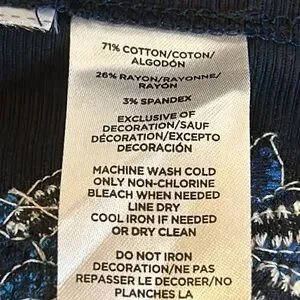 71% COTTON/COTON/
ALGODÓN
26% RAYON/RAYONNE/
RAYÓN
3% SPANDEX
EXCLUSIVE OF
DECORATION/SAUF
DÉCORATION/EXCEPTO
DECORACIÓN
MACHINE WASH COLD
ONLY NON-CHLORINE
BLEACH WHEN NEEDED
LINE DRY
COOL IRON IF NEEDED
OR DRY CLEAN
DO NOT IRON
DECORATION/NE PAS
REPASSER LE DECORER/NO
PLANCHES LA